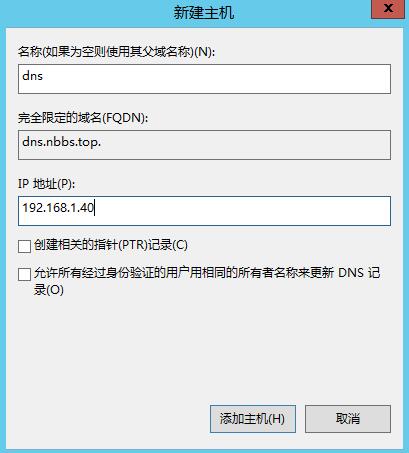 新建主机
x
名称(如果为空则使用其父域名称)(N):
dns
完全限定的域名(FQDN):
dns.nbbs.top.
IP 地址(P):
192.168.1.40
创建相关的指针(PTR)记录(C)
允许所有经过身份验证的用户用相同的所有者名称来更新 DNS 记
录(O)
添加主机(H)
取消